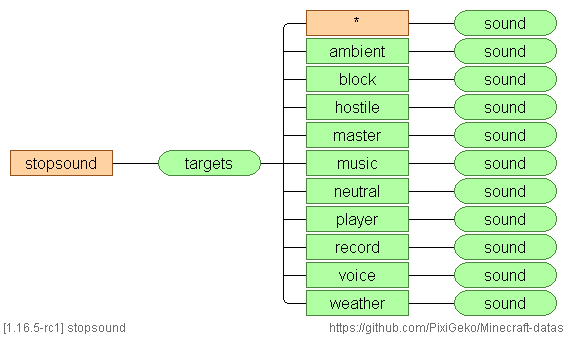 * sound
ambient sound
block sound
hostile sound
master sound
stopsound targets music sound
neutral sound
player sound
record sound
voice sound
weather sound
[1.16.5-rc1] stopsound https://github.com/PixiGeko/Minecraft-datas